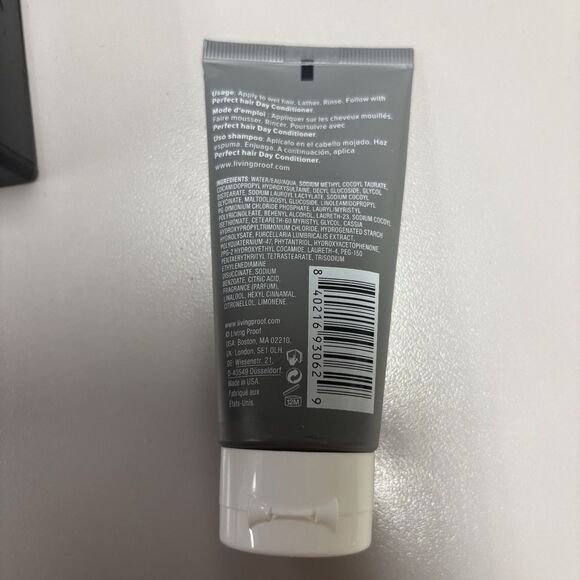 Usage: Apply to wet hair. Lather. Rinse. Follow with
Perfect hair Day Conditioner.
Mode d'emploi : Appliquer sur les cheveux mouillés.
Faire mousser. Rincer. Poursuivre avec
Perfect hair Day Conditioner.
Uso shampoo: Aplícalo en el cabello mojado. Haz
espuma. Enjuaga. A continuación, aplica
Perfect hair Day Conditioner.
www.livingproof.com
INGREDIENTS: WATER/EAU/AQUA, SODIUM METHYL COCOYL TAURATE,
COCAMIDOPROPYL HYDROXYSULTAINE, DECYL GLUCOSIDE, GLYCOL
DISTEARATE, SODIUM LAUROYL LACTYLATE, SODIUM COCOYL
GLYCINATE, MALTOOLIGOSYL GLUCOSIDE, LINOLEAMIDOPROPYL
PG-DIMONIUM CHLORIDE PHOSPHATE, LAURYL/MYRISTYL
POLYRICINOLEATE, BEHENYL ALCOHOL, LAURETH-23, SODIUM COCOYL
ISETHIONATE, CETEARETH-60 MYRISTYL GLYCOL, CASSIA
HYDROXYPROPYLTRIMONIUM CHLORIDE, HYDROGENATED STARCH
HYDROLYSATE, FURCELLARIA LUMBRICALIS EXTRACT,
POLYQUATERNIUM-47, PHYTANTRIOL, HYDROXYACETOPHENONE,
PPG-2 HYDROXYETHYL COCAMIDE, LAURETH-4, PEG-150
PENTAERYTHRITYL TETRASTEARATE, TRISODIUM
ETHYLENEDIAMINE
DISUCCINATE, SODIUM
BENZOATE, CITRIC ACID,
FRAGRANCE (PARFUM),
LINALOOL, HEXYL CINNAMAL,
CITRONELLOL, LIMONENE.
www.livingproof.com
© Living Proof
USA: Boston, MA 02210.
UK: London, SE1 0LH.
DE: Wiesenstr. 21,
D-40549 Düsseldorf.
Made in USA.
Fabriqué aux
États-Unis.
12M
8 40216 93062 9